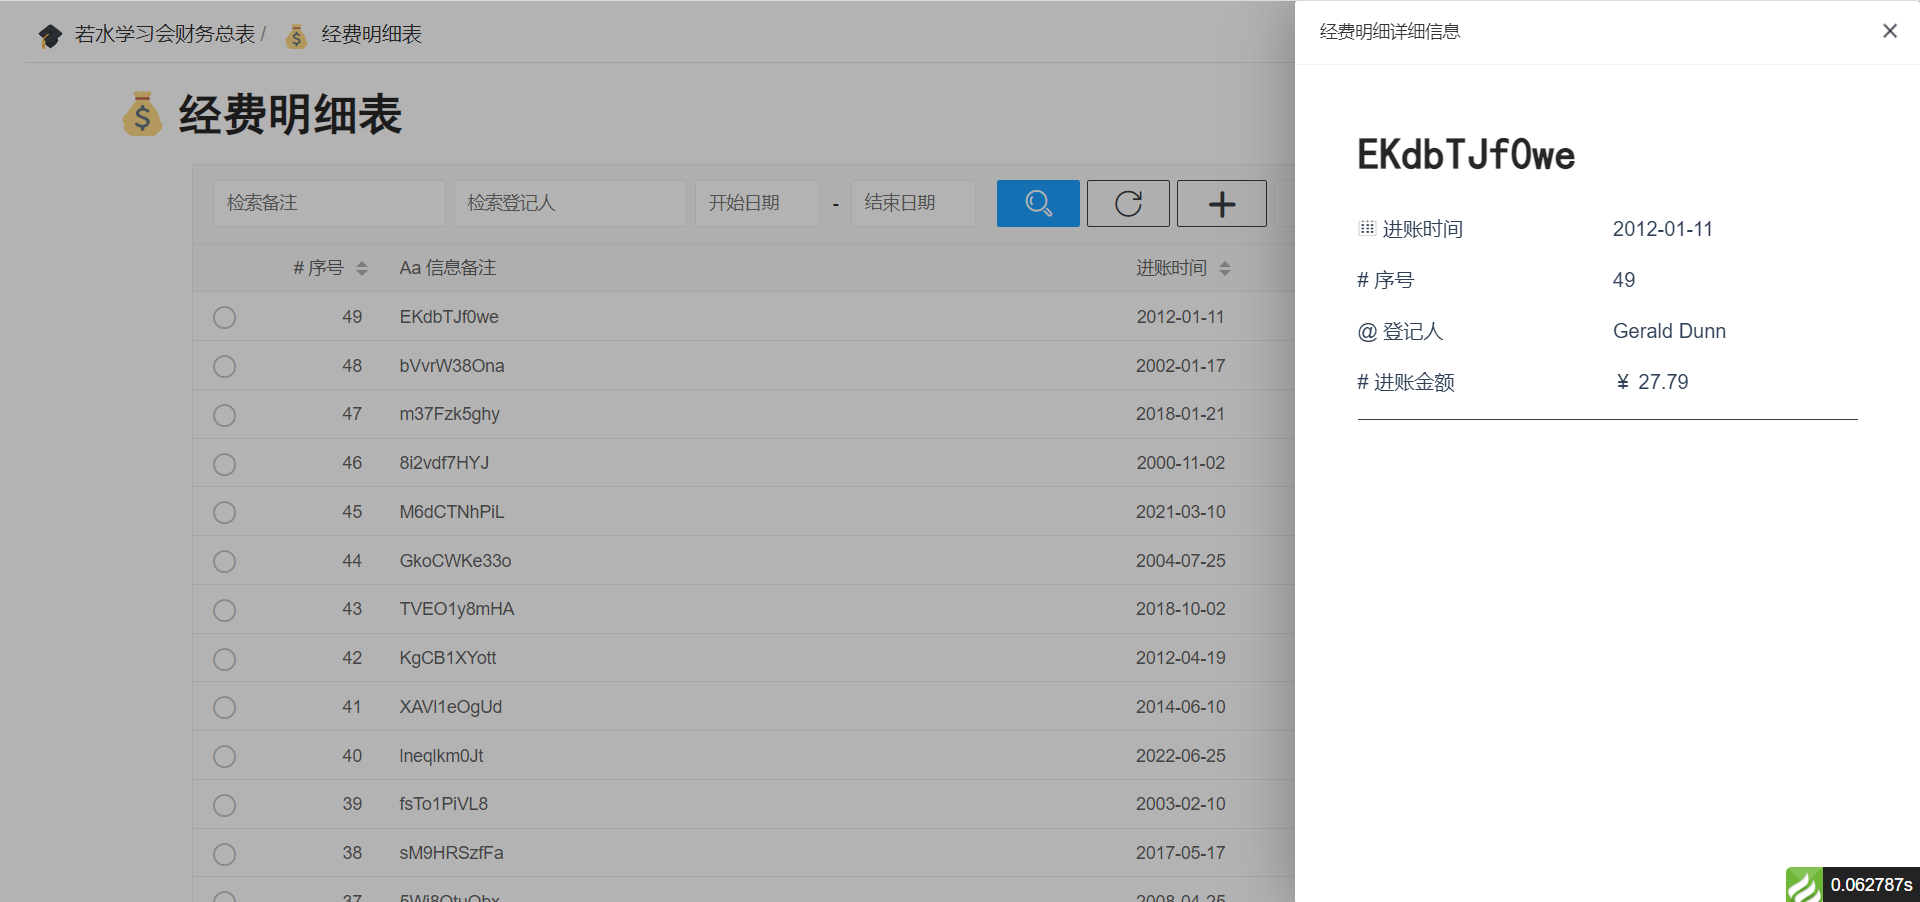 若水学习会财务总表 / 经费明细表
经费明细表
检索备注 检索登记人 开始日期 - 结束日期
# 序号 Aa 信息备注 进账时间
49 EKdbTJf0we 2012-01-11
48 bVvrW38Ona 2002-01-17
47 m37Fzk5ghy 2018-01-21
46 8i2vdf7HYJ 2000-11-02
45 M6dCTNhPiL 2021-03-10
44 GkoCWKe33o 2004-07-25
43 TVEO1y8mHA 2018-10-02
42 KgCB1XYott 2012-04-19
41 XAVl1eOgUd 2014-06-10
40 lneqlkm0Jt 2022-06-25
39 fsTo1PiVL8 2003-02-10
38 sM9HRSzfFa 2017-05-17
37 2008-04-25
经费明细详细信息
EKdbTJf0we
进账时间 2012-01-11
# 序号 49
@ 登记人 Gerald Dunn
# 进账金额 ¥ 27.79
0.062787s